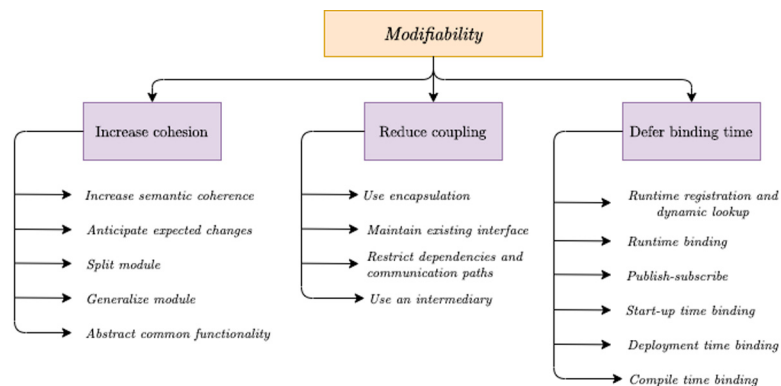 Modifiability
Increase cohesion
Increase semantic coherence
Anticipate expected changes
Split module
Generalize module
Abstract common functionality
Reduce coupling
Use encapsulation
Maintain existing interface
Restrict dependencies and
communication paths
Use an intermediary
Defer binding time
Runtime registration and
dynamic lookup
Runtime binding
Publish-subscribe
Start-up time binding
Deployment time binding
Compile time binding